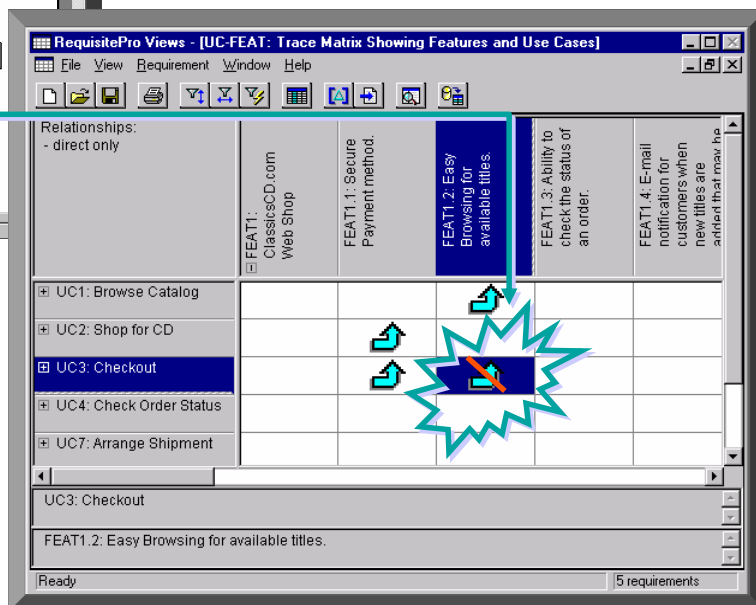 RequisitePro Views - [UC-FEAT: Trace Matrix Showing Features and Use Cases]
File View Requirement Window Help
Relationships:
- direct only
FEAT1:
ClassicsCD.com
Web Shop
FEAT1.1: Secure
Payment method.
FEAT1.2: Easy
Browsing for
available titles.
FEAT1.3: Ability to
check the status of
an order.
FEAT1.4: E-mail
notification for
customers when
new titles are
added that may be
UC1: Browse Catalog
UC2: Shop for CD
UC3: Checkout
UC4: Check Order Status
UC7: Arrange Shipment
UC3: Checkout
FEAT1.2: Easy Browsing for available titles.
Ready
5 requirements